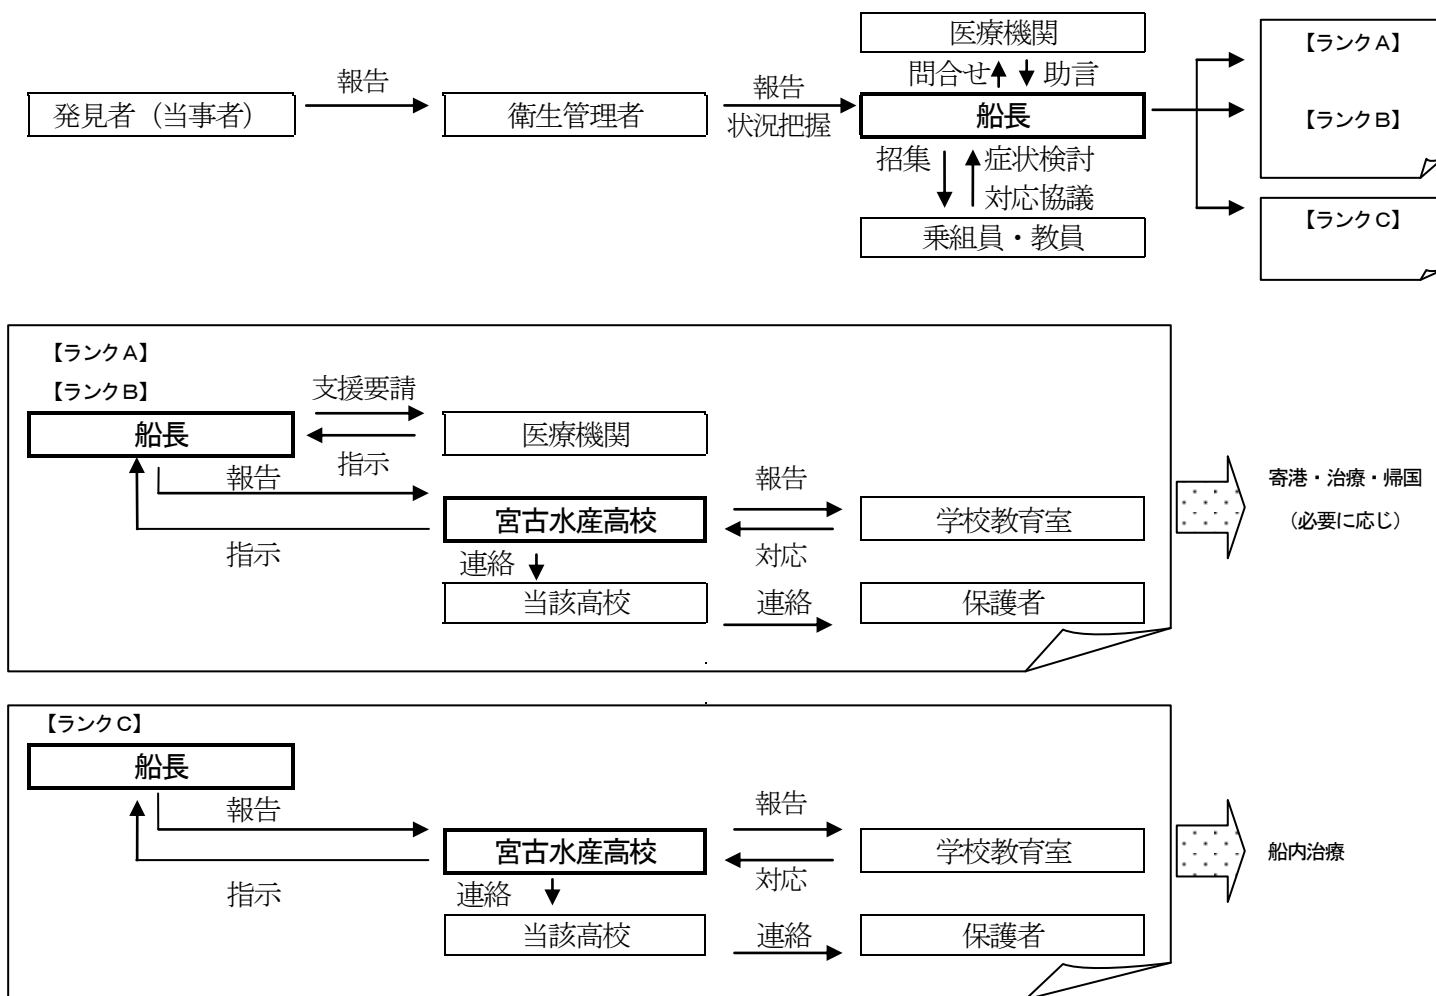 医療機関
問合せ 助言
【ランクA】
報告
発見者（当事者）
衛生管理者
報告
状況把握
船長
【ランクB】
招集
症状検討
対応協議
乗組員・教員
【ランクC】
【ランクA】
【ランクB】
支援要請
船長
医療機関
指示
報告
報告
宮古水産高校
学校教育室
指示
対応
連絡
当該高校
連絡
保護者
寄港・治療・帰国
（必要に応じ）
【ランクC】
船長
報告
報告
宮古水産高校
学校教育室
指示
対応
連絡
当該高校
連絡
保護者
船内治療